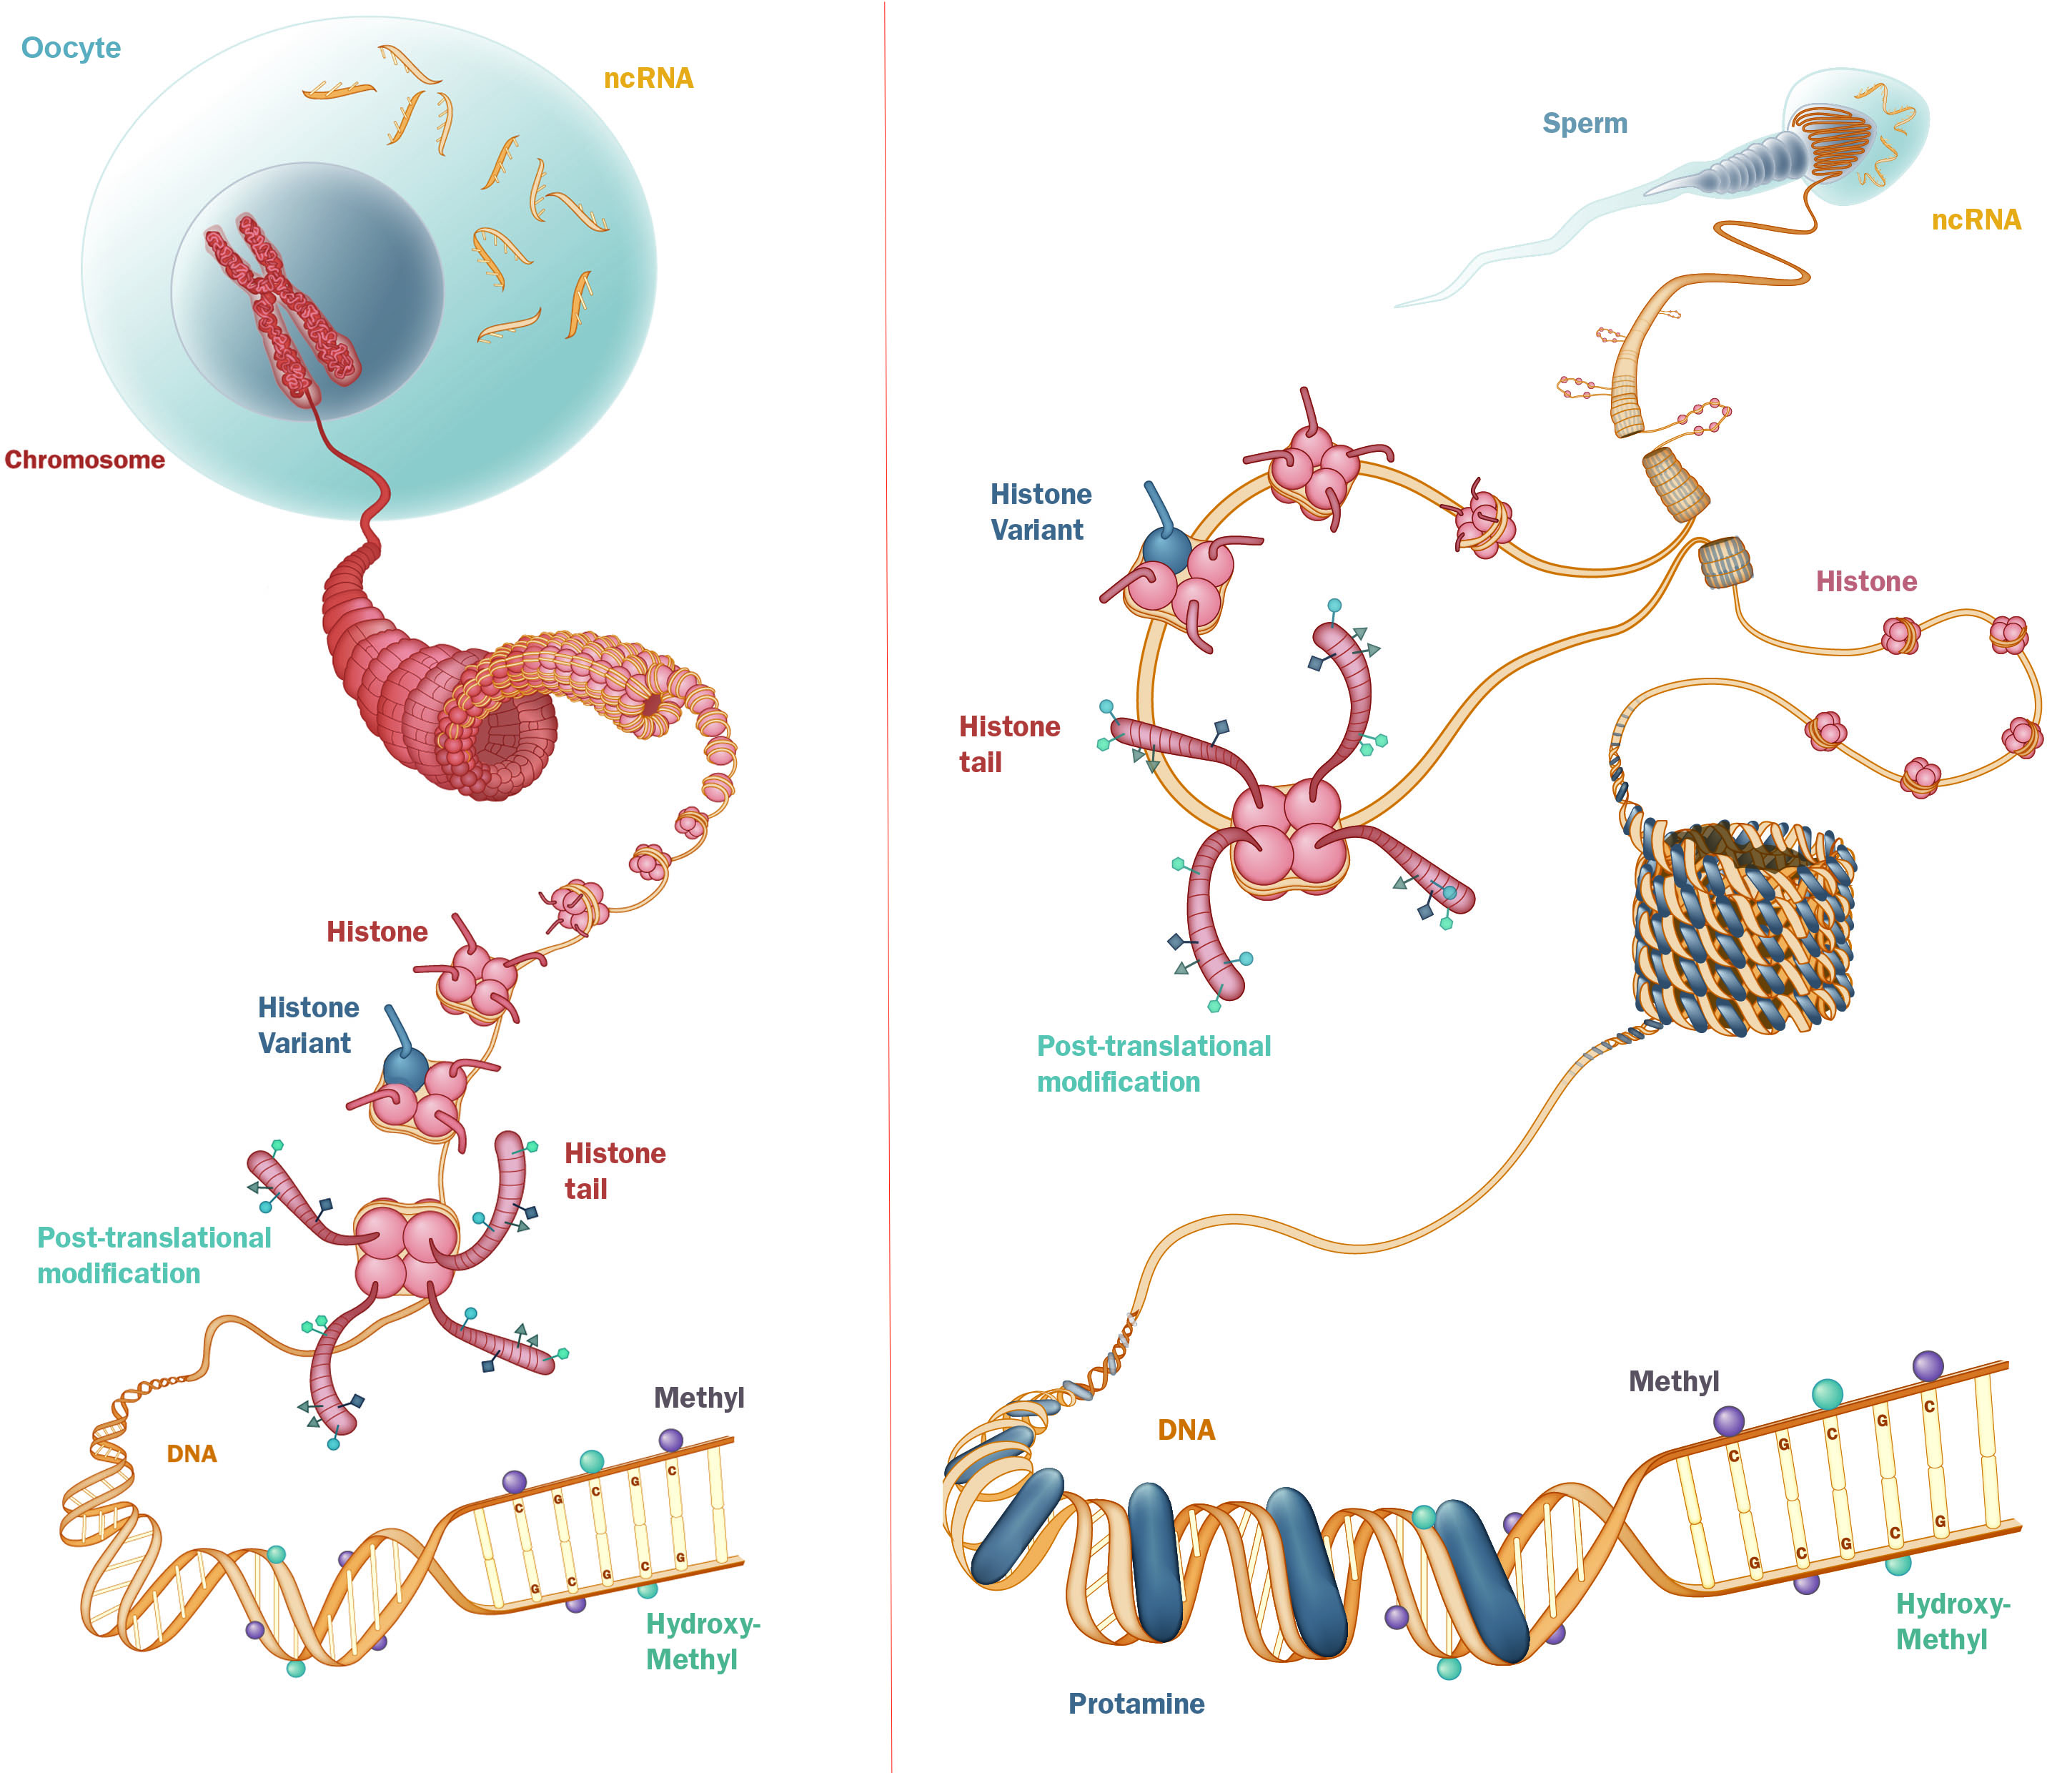 Oocyte
ncRNA
Chromosome
Histone
Histone
Variant
Histone
tail
Post-translational
modification
DNA
Methyl
C
G
C
G
C
G
C
G
C
G
Hydroxy-
Methyl
Sperm
ncRNA
Histone
Variant
Histone
Histone
tail
Post-translational
modification
DNA
Methyl
C
G
C
G
C
G
C
G
C
G
Hydroxy-
Methyl
Protamine